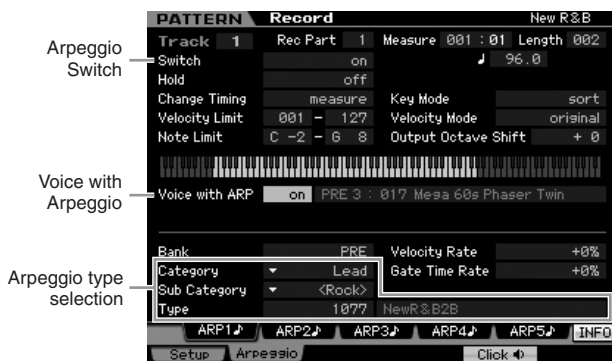 PATTERN Record New R&B
Track 1 Rec Part 1 Measure 001 : 01 Length 002
Arpeggio Switch
Switch on ♩ 96.0
Hold off
Change Timing measure Key Mode sort
Velocity Limit 001 – 127 Velocity Mode original
Note Limit C -2 – G 8 Output Octave Shift + 0
Voice with Arpeggio
Voice with ARP on PRE 3 : 017 Mega 60s Phaser Twin
Bank PRE Velocity Rate +0%
Arpeggio type selection
Category Lead Gate Time Rate +0%
Sub Category <Rock>
Type 1077 NewR&B2B
ARP1♪ ARP2♪ ARP3♪ ARP4♪ ARP5♪ INFO
Setup Arpeggio Click